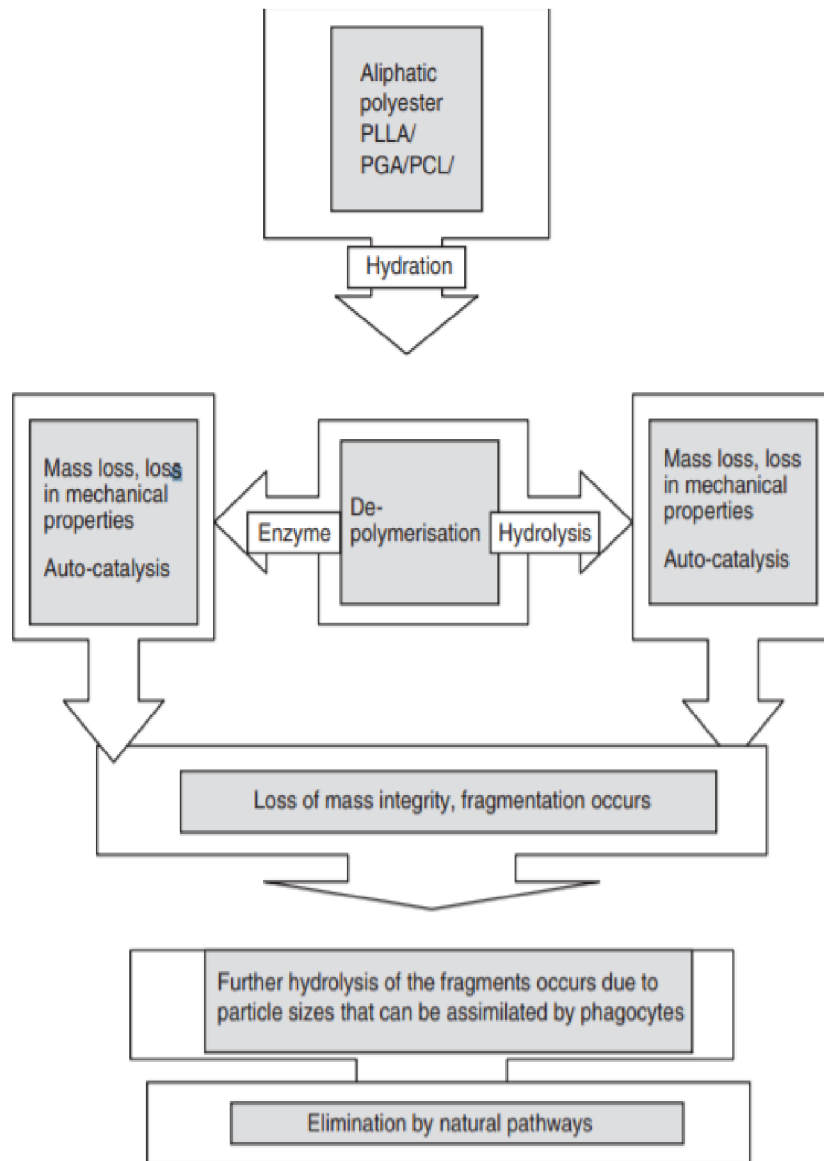 Aliphatic
polyester
PLLA/
PGA/PCL/
Hydration
Mass loss, loss
in mechanical
properties
Auto-catalysis
Enzyme
De-
polymerisation
Hydrolysis
Mass loss, loss
in mechanical
properties
Auto-catalysis
Loss of mass integrity, fragmentation occurs
Further hydrolysis of the fragments occurs due to
particle sizes that can be assimilated by phagocytes
Elimination by natural pathways